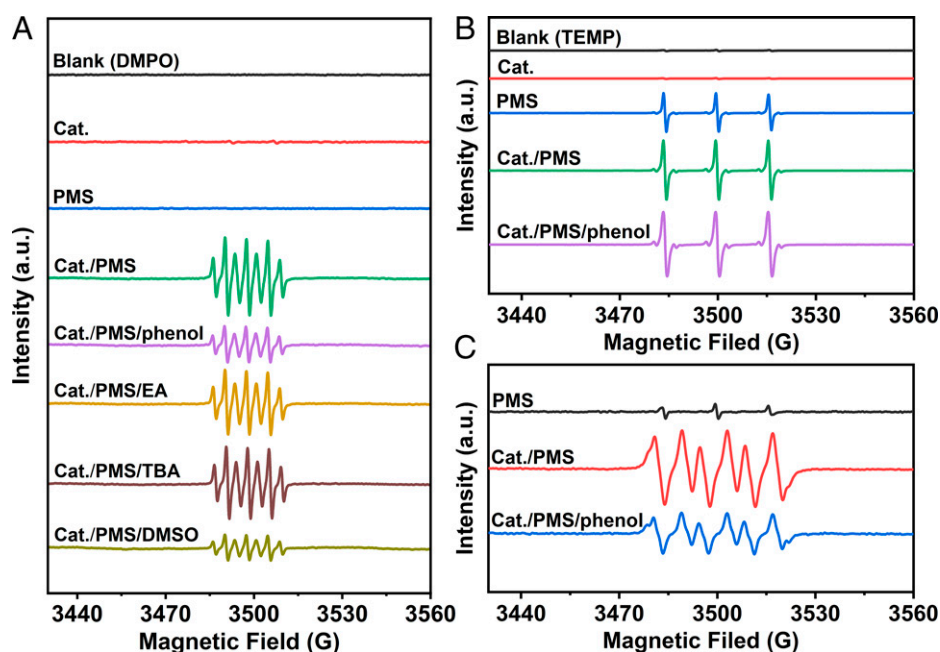 A
Blank (DMPO)
Cat.
PMS
Cat./PMS
Cat./PMS/phenol
Cat./PMS/EA
Cat./PMS/TBA
Cat./PMS/DMSO
Intensity (a.u.)
3440 3470 3500 3530 3560
Magnetic Field (G)
B
Blank (TEMP)
Cat.
PMS
Cat./PMS
Cat./PMS/phenol
Intensity (a.u.)
3440 3470 3500 3530 3560
Magnetic Filed (G)
C
PMS
Cat./PMS
Cat./PMS/phenol
Intensity (a.u.)
3440 3470 3500 3530 3560
Magnetic Filed (G)